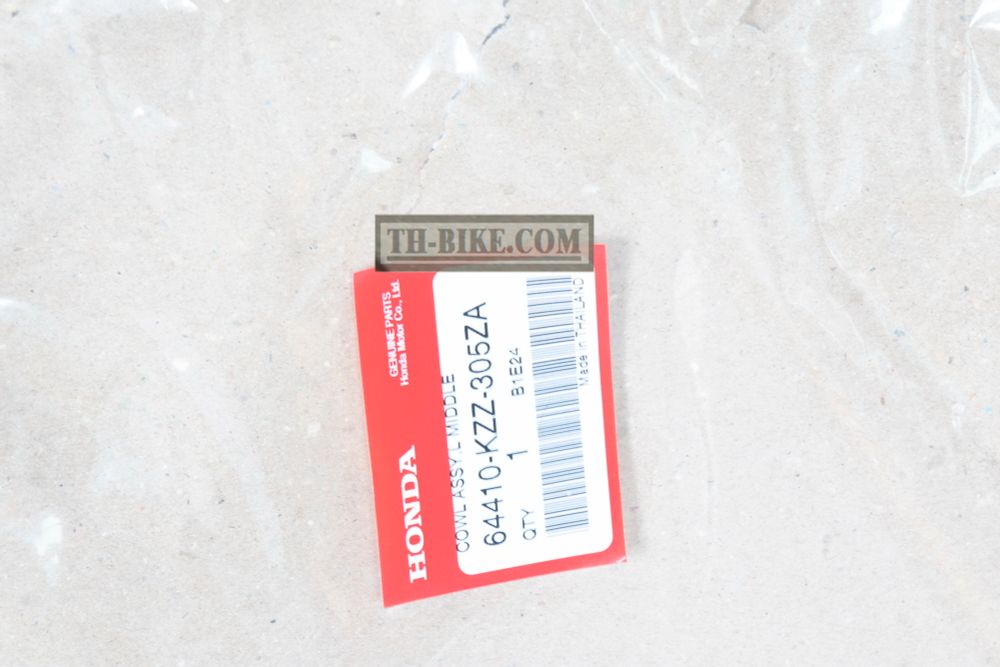 TH-BIKE.COM
HONDA
GENUINE PARTS
Honda Motor Co., Ltd.
COWL ASSY,L MIDDLE
64410-KZZ-305ZA
QTY 1 B1E24
Made in THAILAND